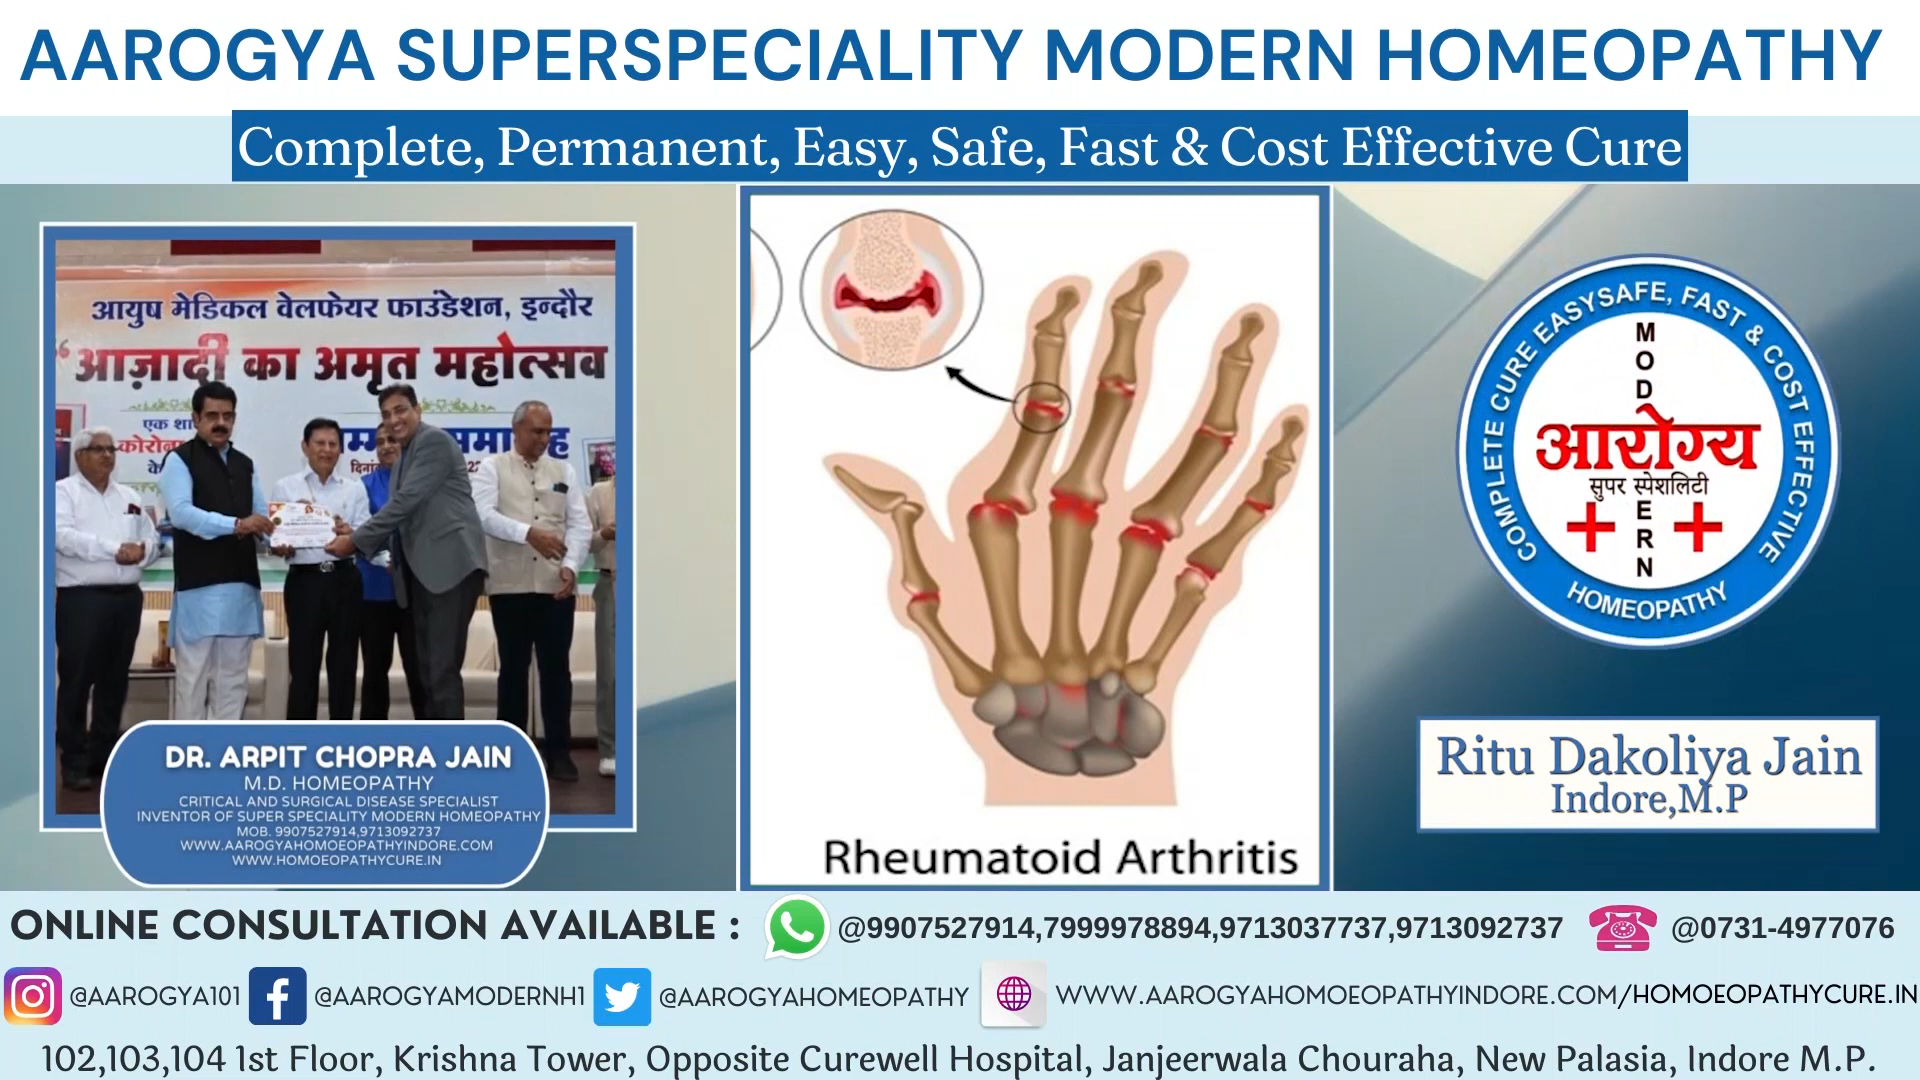 AAROGYA SUPERSPECIALITY MODERN HOMEOPATHY
Complete, Permanent, Easy, Safe, Fast & Cost Effective Cure
आयुष मेडिकल वेलफेयर फाउंडेशन, इन्दौर
“आज़ादी का अमृत महोत्सव
एक शा
कोरोना
के
दिनांक
DR. ARPIT CHOPRA JAIN
M.D. HOMEOPATHY
CRITICAL AND SURGICAL DISEASE SPECIALIST
INVENTOR OF SUPER SPECIALITY MODERN HOMEOPATHY
MOB. 9907527914,9713092737
WWW.AAROGYAHOMOEOPATHYINDORE.COM
WWW.HOMOEOPATHYCURE.IN
Rheumatoid Arthritis
COMPLETE CURE EASYSAFE, FAST & COST EFFECTIVE
MODERN
आरोग्य
सुपर स्पेशलिटी
HOMEOPATHY
Ritu Dakoliya Jain
Indore,M.P
ONLINE CONSULTATION AVAILABLE : @9907527914,7999978894,9713037737,9713092737 @0731-4977076
@AAROGYA101 @AAROGYAMODERNH1 @AAROGYAHOMEOPATHY WWW.AAROGYAHOMOEOPATHYINDORE.COM/HOMOEOPATHYCURE.IN
102,103,104 1st Floor, Krishna Tower, Opposite Curewell Hospital, Janjeerwala Chouraha, New Palasia, Indore M.P.